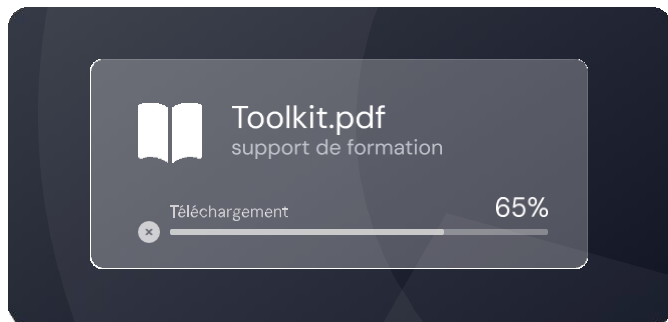 Toolkit.pdf
support de formation
Téléchargement
65%